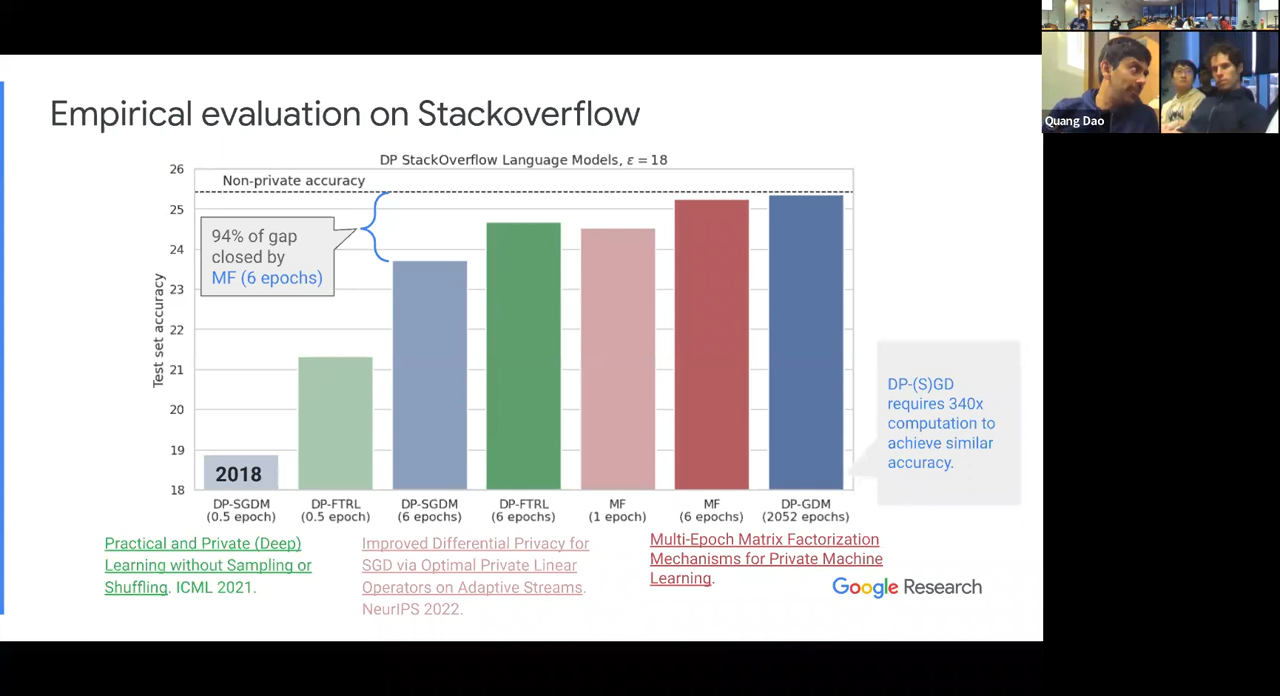 Empirical evaluation on Stackoverflow
DP StackOverflow Language Models, ε = 18
Test set accuracy
26
25
24
23
22
21
20
19
18
Non-private accuracy
94% of gap
closed by
MF (6 epochs)
2018
DP-SGDM
(0.5 epoch)
DP-FTRL
(0.5 epoch)
DP-SGDM
(6 epochs)
DP-FTRL
(6 epochs)
MF
(1 epoch)
MF
(6 epochs)
DP-GDM
(2052 epochs)
DP-(S)GD
requires 340x
computation to
achieve similar
accuracy.
Practical and Private (Deep)
Learning without Sampling or
Shuffling. ICML 2021.
Improved Differential Privacy for
SGD via Optimal Private Linear
Operators on Adaptive Streams.
NeurIPS 2022.
Multi-Epoch Matrix Factorization
Mechanisms for Private Machine
Learning.
Google Research
Quang Dao